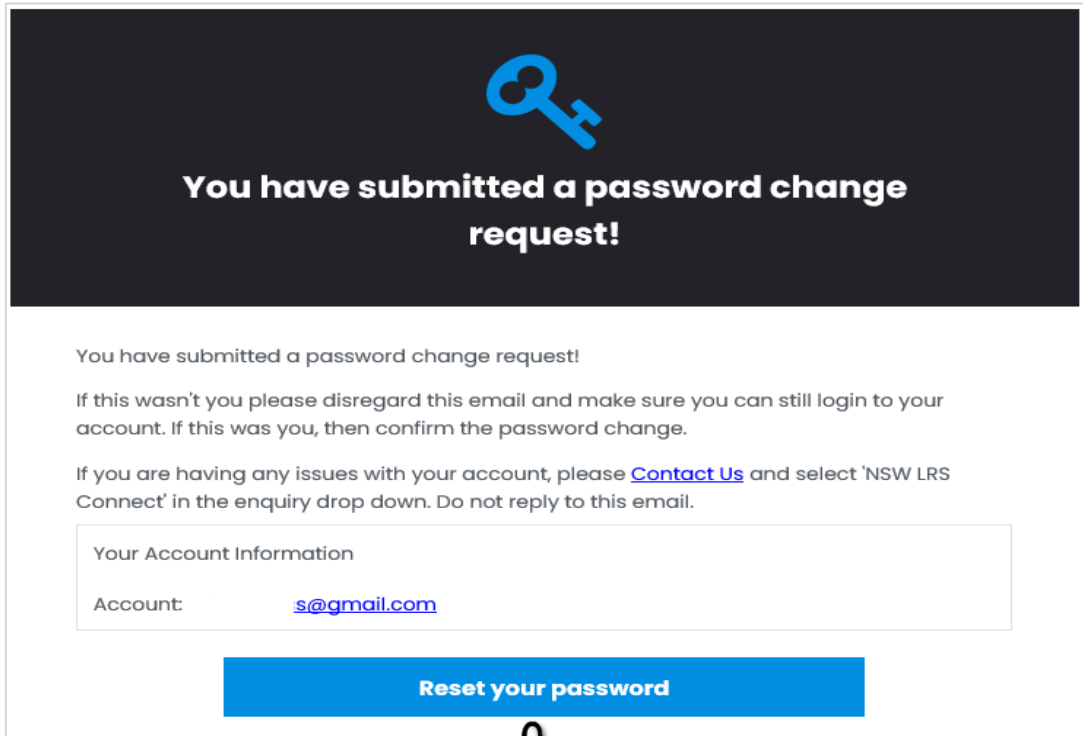 You have submitted a password change
request!
You have submitted a password change request!
If this wasn't you please disregard this email and make sure you can still login to your
account. If this was you, then confirm the password change.
If you are having any issues with your account, please Contact Us and select 'NSW LRS
Connect' in the enquiry drop down. Do not reply to this email.
Your Account Information
Account: s@gmail.com
Reset your password